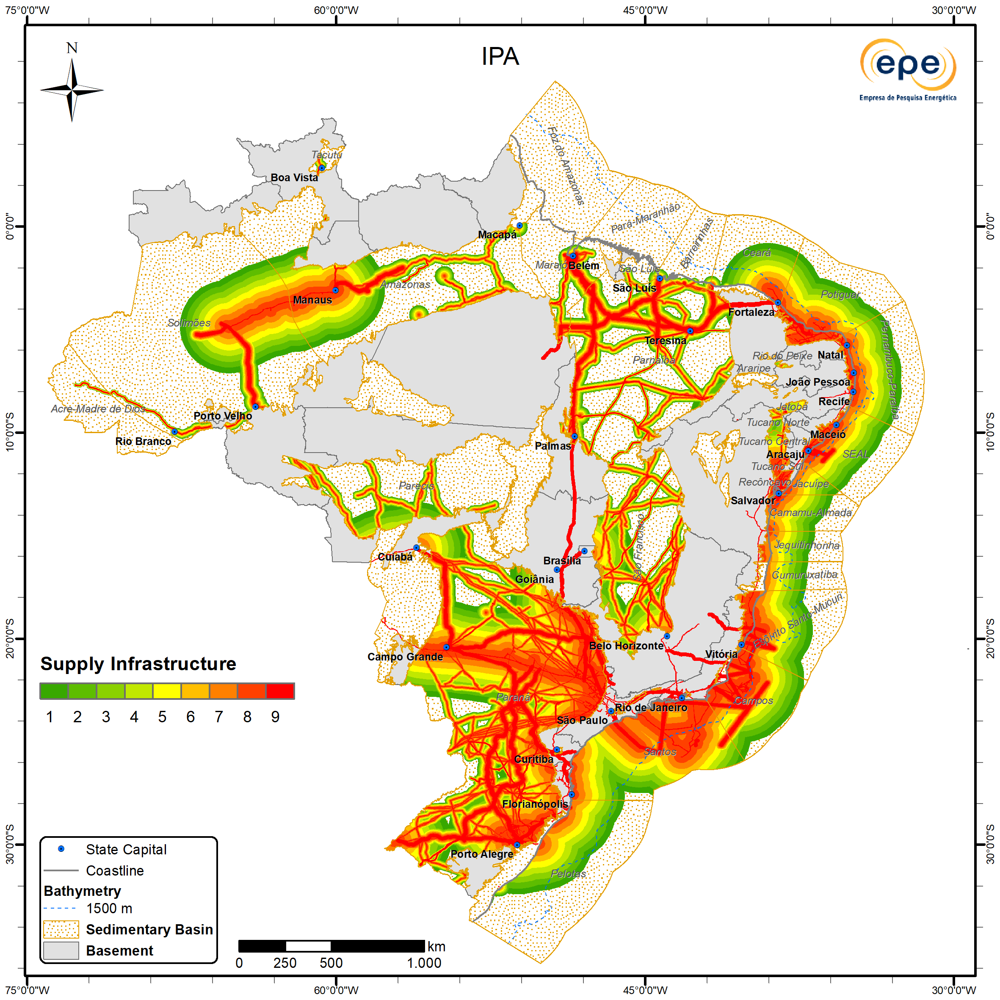 75°0'0"W
60°0'0"W
45°0'0"W
30°0'0"W
N
IPA
epe
Empresa de Pesquisa Energética
Foz do Amazonas
Tacutu
Boa Vista
Pará-Maranhão
Barreirinhas
0°0'0"
0°0'0"
Macapá
Ceará
Marajó
Belém
São Luís
Amazonas
São Luís
Potiguar
Manaus
Fortaleza
Solimões
Teresina
Pernambuco-Paraíba
Rio do Peixe
Natal
Parnaíba
Araripe
João Pessoa
Recife
Acre-Madre de Dios
Jatobá
Porto Velho
Tucano Norte
10°0'0"S
10°0'0"S
Rio Branco
Maceió
Palmas
Tucano Central
Aracaju
SEAL
Tucano Sul
Parecis
Recôncavo
Jacuípe
Salvador
Camamu-Almada
São Francisco
Jequitinhonha
Cuiabá
Brasília
Goiânia
Cumuruxatiba
Espírito Santo-Mucuri
20°0'0"S
20°0'0"S
Belo Horizonte
Vitória
Campo Grande
Supply Infrastructure
1 2 3 4 5 6 7 8 9
Paraná
Campos
Rio de Janeiro
São Paulo
Santos
Curitiba
Florianópolis
30°0'0"S
30°0'0"S
Porto Alegre
Pelotas
State Capital
Coastline
Bathymetry
1500 m
Sedimentary Basin
Basement
km
0 250 500 1.000
75°0'0"W
60°0'0"W
45°0'0"W
30°0'0"W